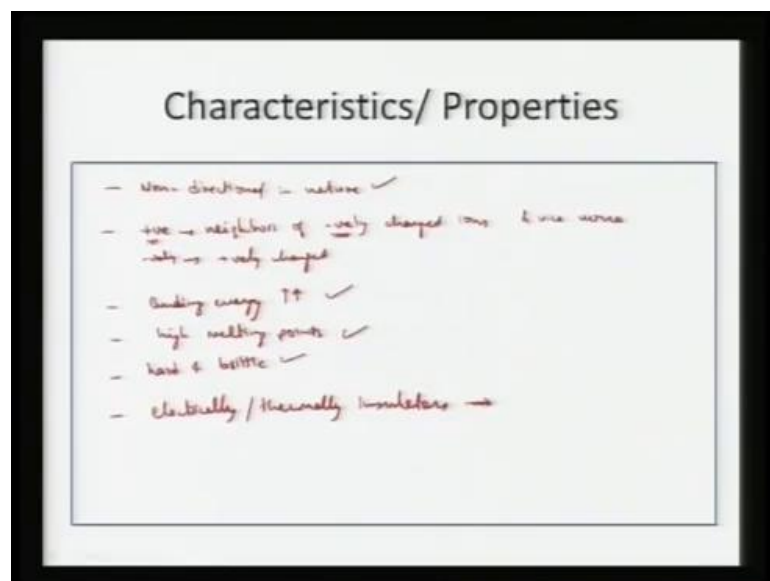 Characteristics/ Properties
- Non-directional in nature ✓
- +ve → neighbors of -vely charged ions & vice versa
-vely → +vely charged
- Bonding energy ↑↑ ✓
- high melting points ✓
- hard & brittle ✓
- electrically / thermally insulators →